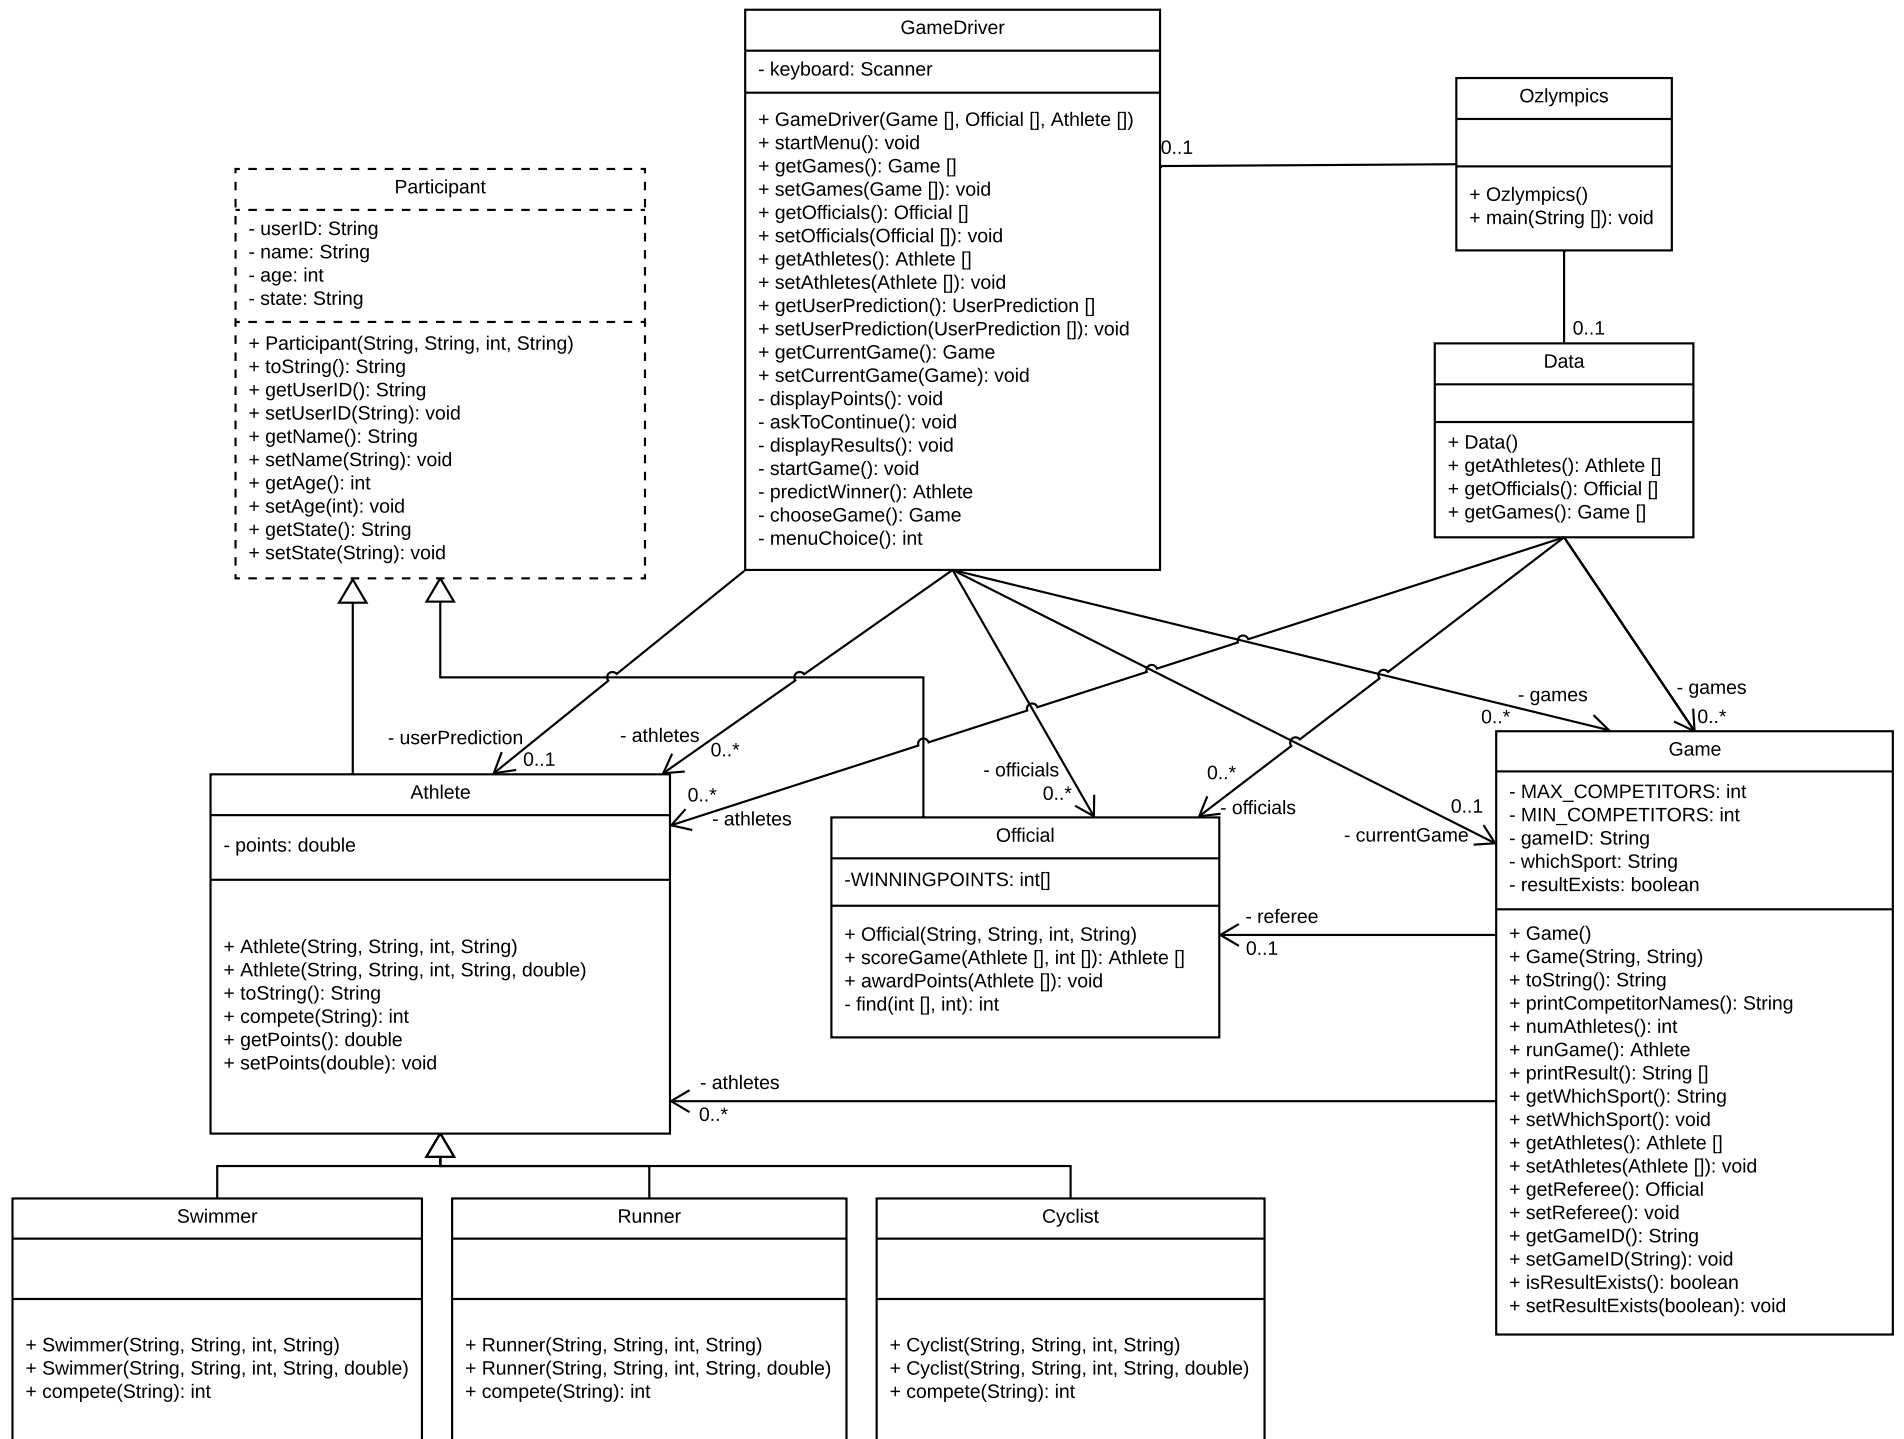 GameDriver
- keyboard: Scanner
+ GameDriver(Game [], Official [], Athlete [])
+ startMenu(): void
+ getGames(): Game []
+ setGames(Game []): void
+ getOfficials(): Official []
+ setOfficials(Official []): void
+ getAthletes(): Athlete []
+ setAthletes(Athlete []): void
+ getUserPrediction(): UserPrediction []
+ setUserPrediction(UserPrediction []): void
+ getCurrentGame(): Game
+ setCurrentGame(Game): void
- displayPoints(): void
- askToContinue(): void
- displayResults(): void
- startGame(): void
- predictWinner(): Athlete
- chooseGame(): Game
- menuChoice(): int
0..1
Ozlympics
+ Ozlympics()
+ main(String []): void
0..1
Participant
- userID: String
- name: String
- age: int
- state: String
+ Participant(String, String, int, String)
+ toString(): String
+ getUserID(): String
+ setUserID(String): void
+ getName(): String
+ setName(String): void
+ getAge(): int
+ setAge(int): void
+ getState(): String
+ setState(String): void
Data
+ Data()
+ getAthletes(): Athlete []
+ getOfficials(): Official []
+ getGames(): Game []
- userPrediction
0..1
- athletes
0..*
0..*
- athletes
- officials
0..*
0..*
- officials
0..1
- currentGame
- games
0..*
- games
0..*
Athlete
- points: double
+ Athlete(String, String, int, String)
+ Athlete(String, String, int, String, double)
+ toString(): String
+ compete(String): int
+ getPoints(): double
+ setPoints(double): void
Official
-WINNINGPOINTS: int[]
+ Official(String, String, int, String)
+ scoreGame(Athlete [], int []): Athlete []
+ awardPoints(Athlete []): void
- find(int [], int): int
- referee
0..1
- athletes
0..*
Game
- MAX_COMPETITORS: int
- MIN_COMPETITORS: int
- gameID: String
- whichSport: String
- resultExists: boolean
+ Game()
+ Game(String, String)
+ toString(): String
+ printCompetitorNames(): String
+ numAthletes(): int
+ runGame(): Athlete
+ printResult(): String []
+ getWhichSport(): String
+ setWhichSport(): void
+ getAthletes(): Athlete []
+ setAthletes(Athlete []): void
+ getReferee(): Official
+ setReferee(): void
+ getGameID(): String
+ setGameID(String): void
+ isResultExists(): boolean
+ setResultExists(boolean): void
Swimmer
+ Swimmer(String, String, int, String)
+ Swimmer(String, String, int, String, double)
+ compete(String): int
Runner
+ Runner(String, String, int, String)
+ Runner(String, String, int, String, double)
+ compete(String): int
Cyclist
+ Cyclist(String, String, int, String)
+ Cyclist(String, String, int, String, double)
+ compete(String): int